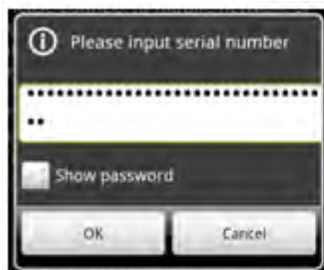 Please input serial number
••••••••••••••••••••••••••••••
••
Show password
OK Cancel